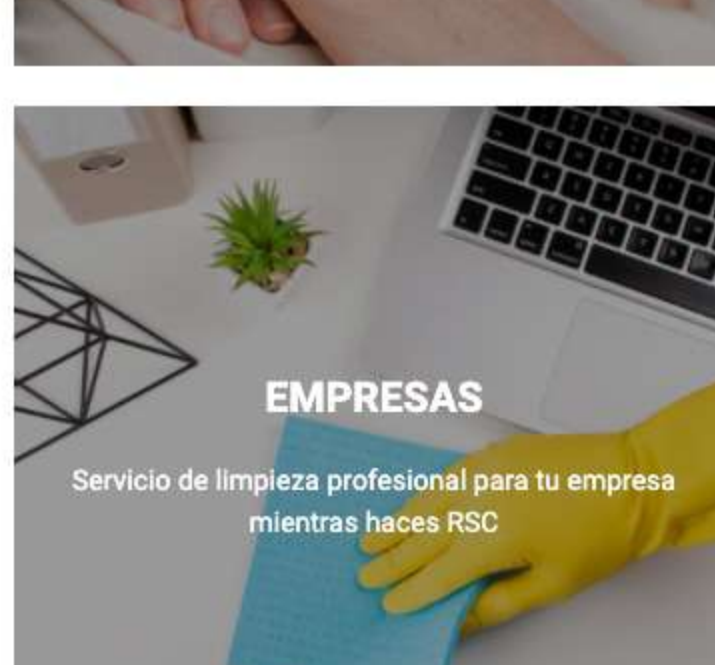 EMPRESAS
Servicio de limpieza profesional para tu empresa
mientras haces RSC